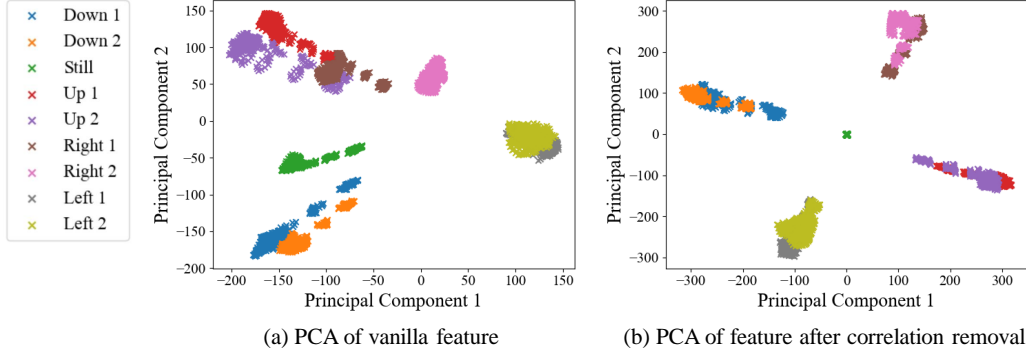 Down 1
Down 2
Still
Up 1
Up 2
Right 1
Right 2
Left 1
Left 2
Principal Component 2
150
100
50
0
−50
−100
−150
−200
−200 −150 −100 −50 0 50 100 150
Principal Component 1
(a) PCA of vanilla feature
Principal Component 2
300
200
100
0
−100
−200
−300
−300 −200 −100 0 100 200 300
Principal Component 1
(b) PCA of feature after correlation removal